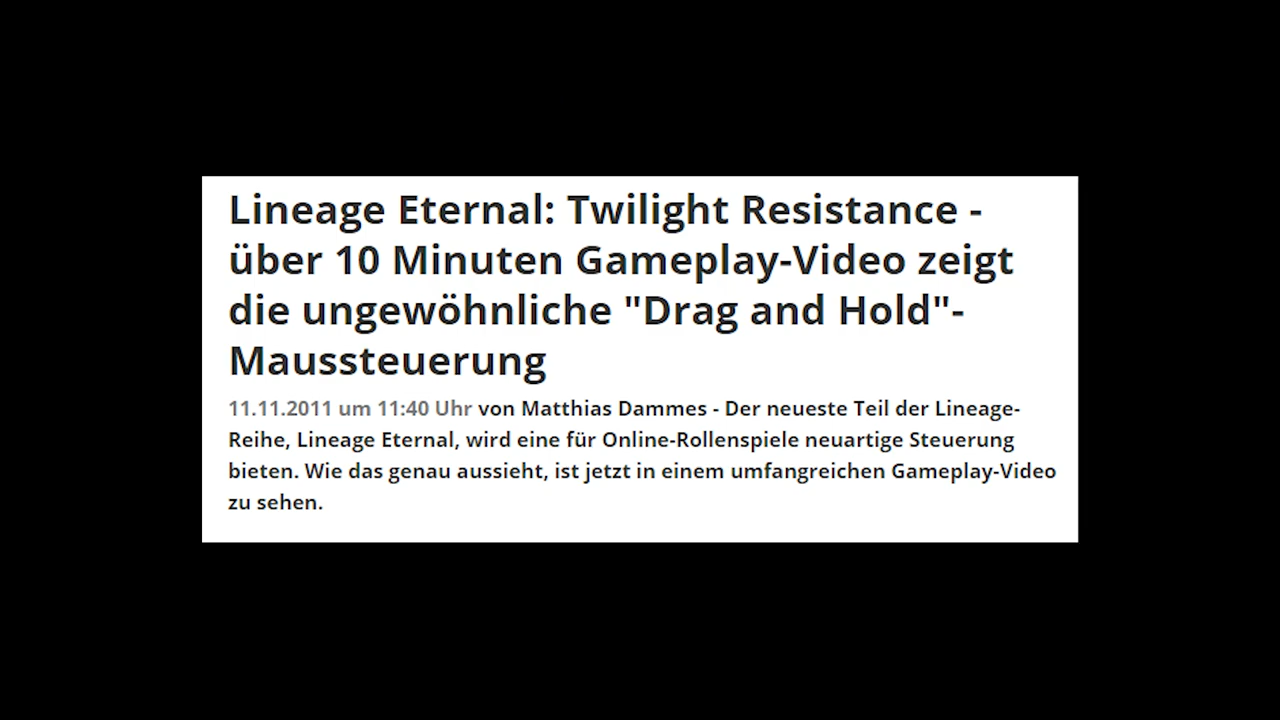 Lineage Eternal: Twilight Resistance -
über 10 Minuten Gameplay-Video zeigt
die ungewöhnliche "Drag and Hold"-
Maussteuerung
11.11.2011 um 11:40 Uhr von Matthias Dammes - Der neueste Teil der Lineage-
Reihe, Lineage Eternal, wird eine für Online-Rollenspiele neuartige Steuerung
bieten. Wie das genau aussieht, ist jetzt in einem umfangreichen Gameplay-Video
zu sehen.